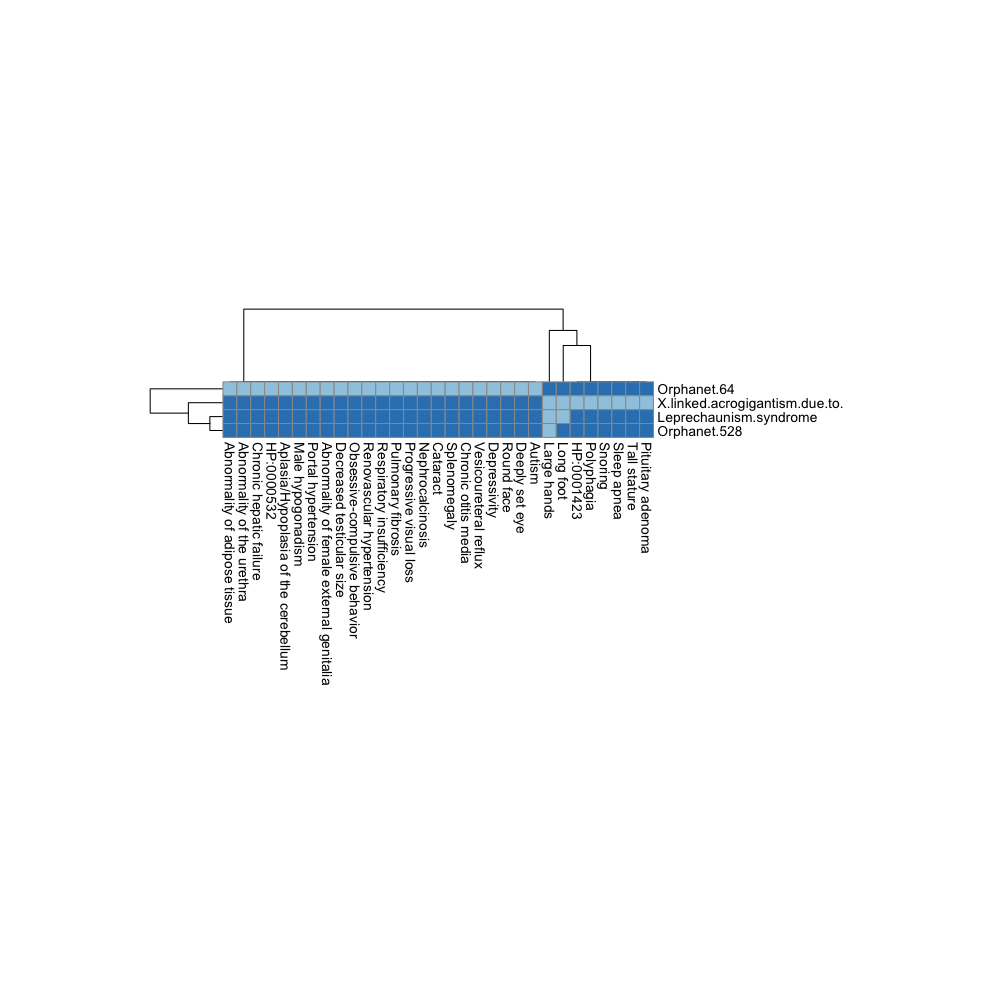 Orphanet.64
X.linked.acrogigantism.due.to.
Leprechaunism.syndrome
Orphanet.528
Abnormality of adipose tissue
Abnormality of the urethra
Chronic hepatic failure
HP:0000532
Aplasia/Hypoplasia of the cerebellum
Male hypogonadism
Portal hypertension
Abnormality of female external genitalia
Decreased testicular size
Obsessive-compulsive behavior
Renovascular hypertension
Respiratory insufficiency
Pulmonary fibrosis
Progressive visual loss
Nephrocalcinosis
Cataract
Splenomegaly
Chronic otitis media
Vesicoureteral reflux
Depressivity
Round face
Deeply set eye
Autism
Large hands
Long foot
HP:0001423
Polyphagia
Snoring
Sleep apnea
Tall stature
Pituitary adenoma